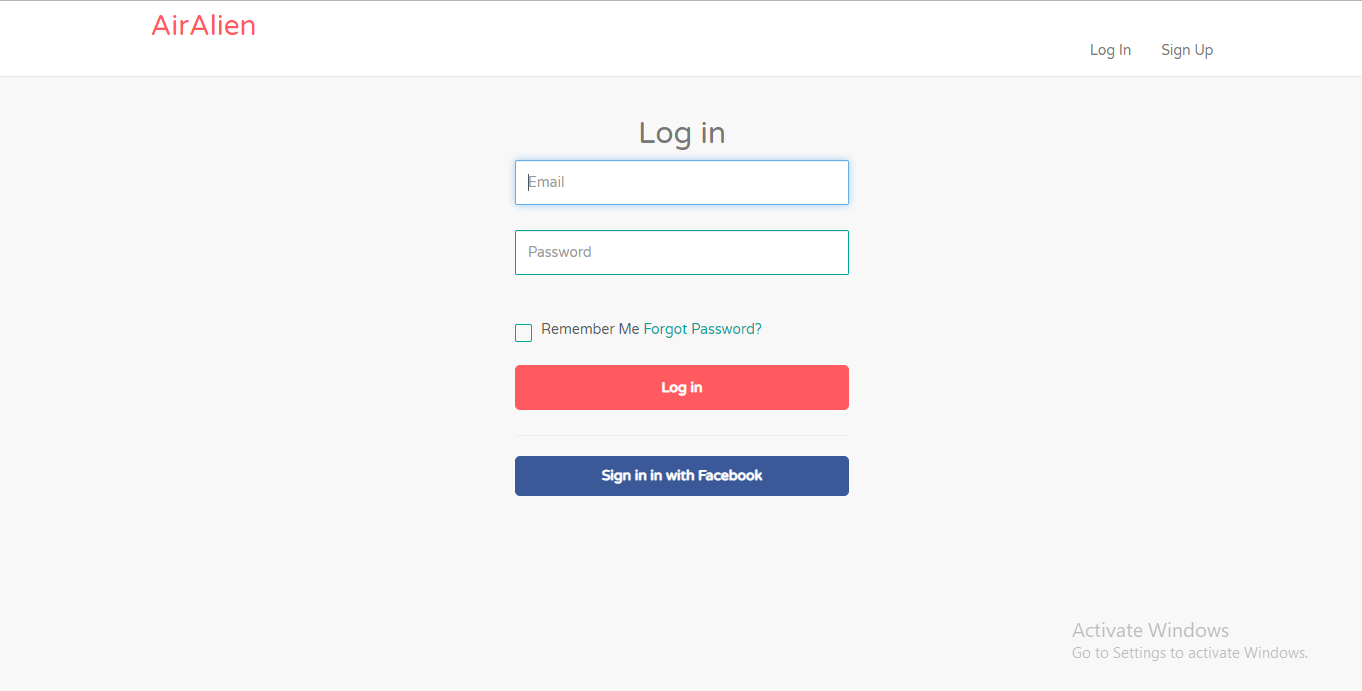 AirAlien
Log In Sign Up
Log in
Email
Password
Remember Me Forgot Password?
Log in
Sign in in with Facebook
Activate Windows
Go to Settings to activate Windows.